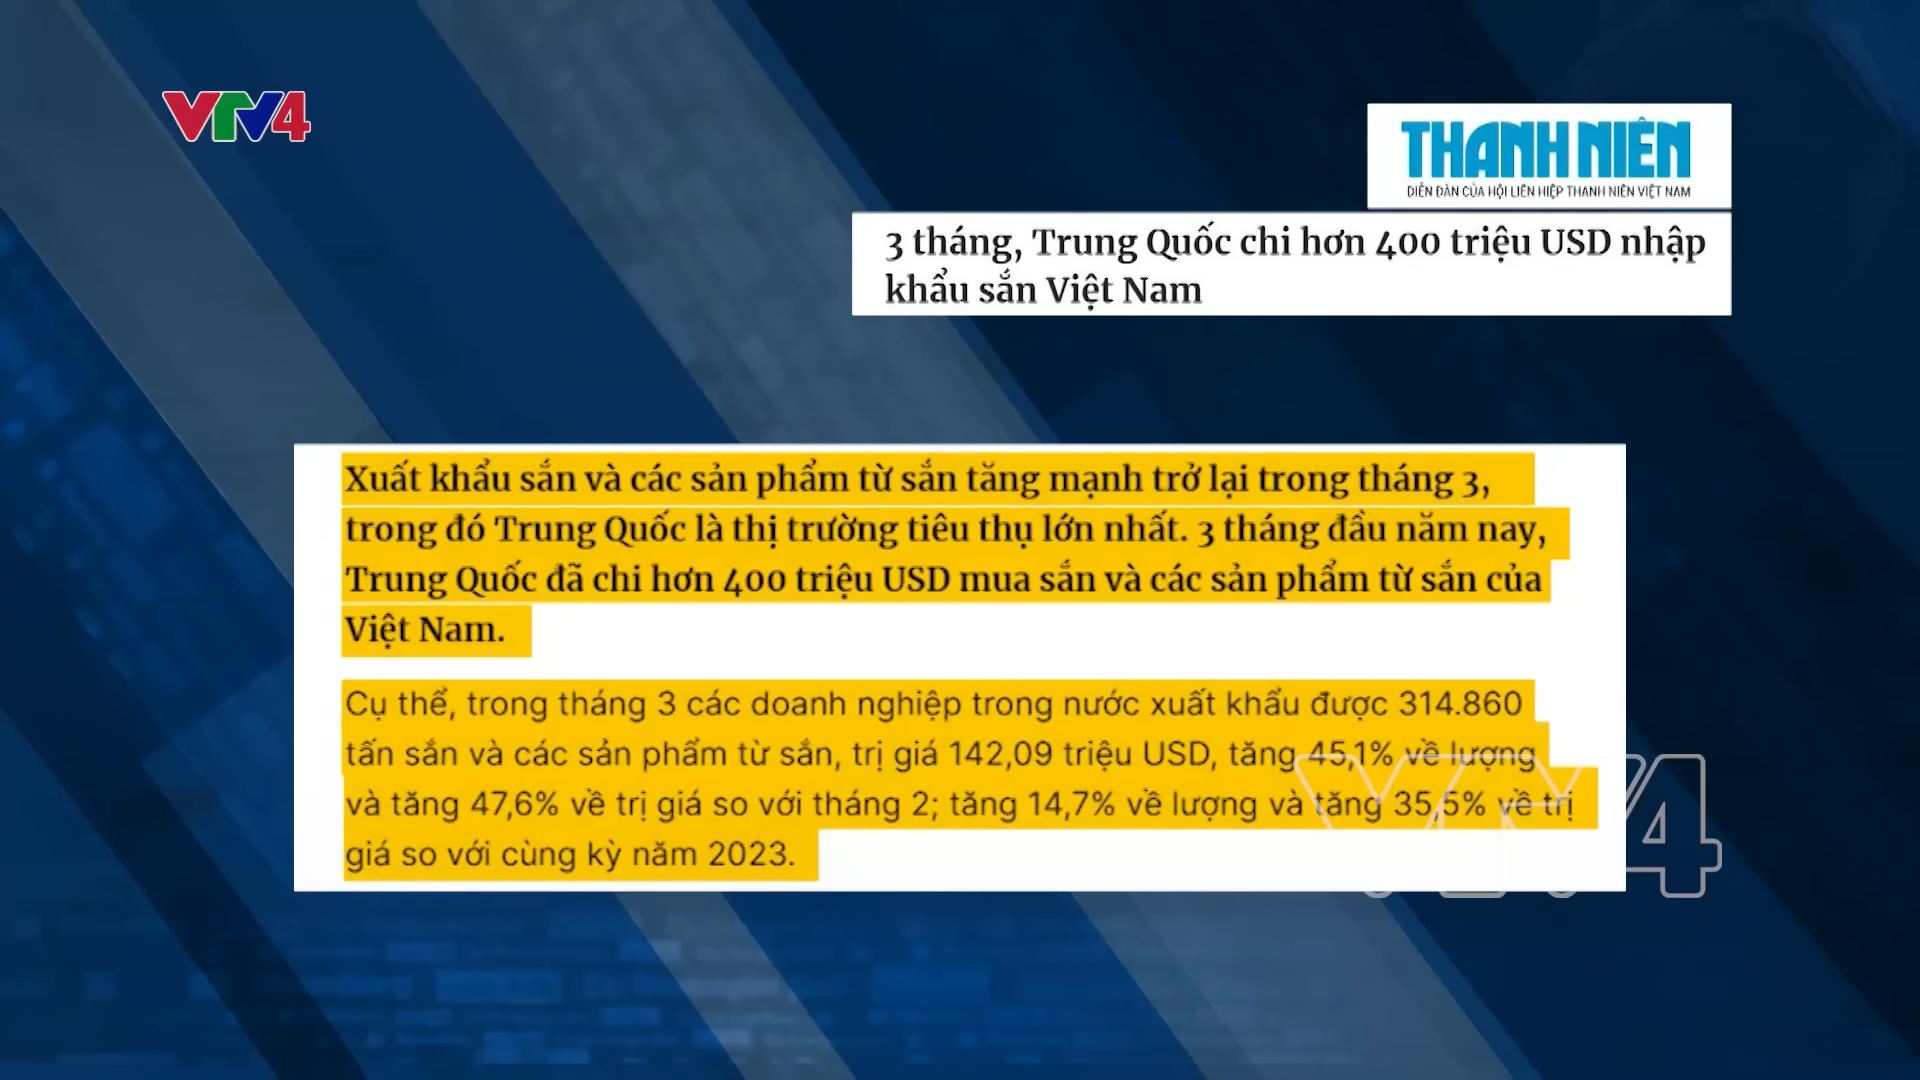 VTV4
THANH NIÊN
DIỄN ĐÀN CỦA HỘI LIÊN HIỆP THANH NIÊN VIỆT NAM
3 tháng, Trung Quốc chi hơn 400 triệu USD nhập
khẩu sắn Việt Nam
Xuất khẩu sắn và các sản phẩm từ sắn tăng mạnh trở lại trong tháng 3,
trong đó Trung Quốc là thị trường tiêu thụ lớn nhất. 3 tháng đầu năm nay,
Trung Quốc đã chi hơn 400 triệu USD mua sắn và các sản phẩm từ sắn của
Việt Nam.
Cụ thể, trong tháng 3 các doanh nghiệp trong nước xuất khẩu được 314.860
tấn sắn và các sản phẩm từ sắn, trị giá 142,09 triệu USD, tăng 45,1% về lượng
và tăng 47,6% về trị giá so với tháng 2; tăng 14,7% về lượng và tăng 35,5% về trị
giá so với cùng kỳ năm 2023.
VTV4